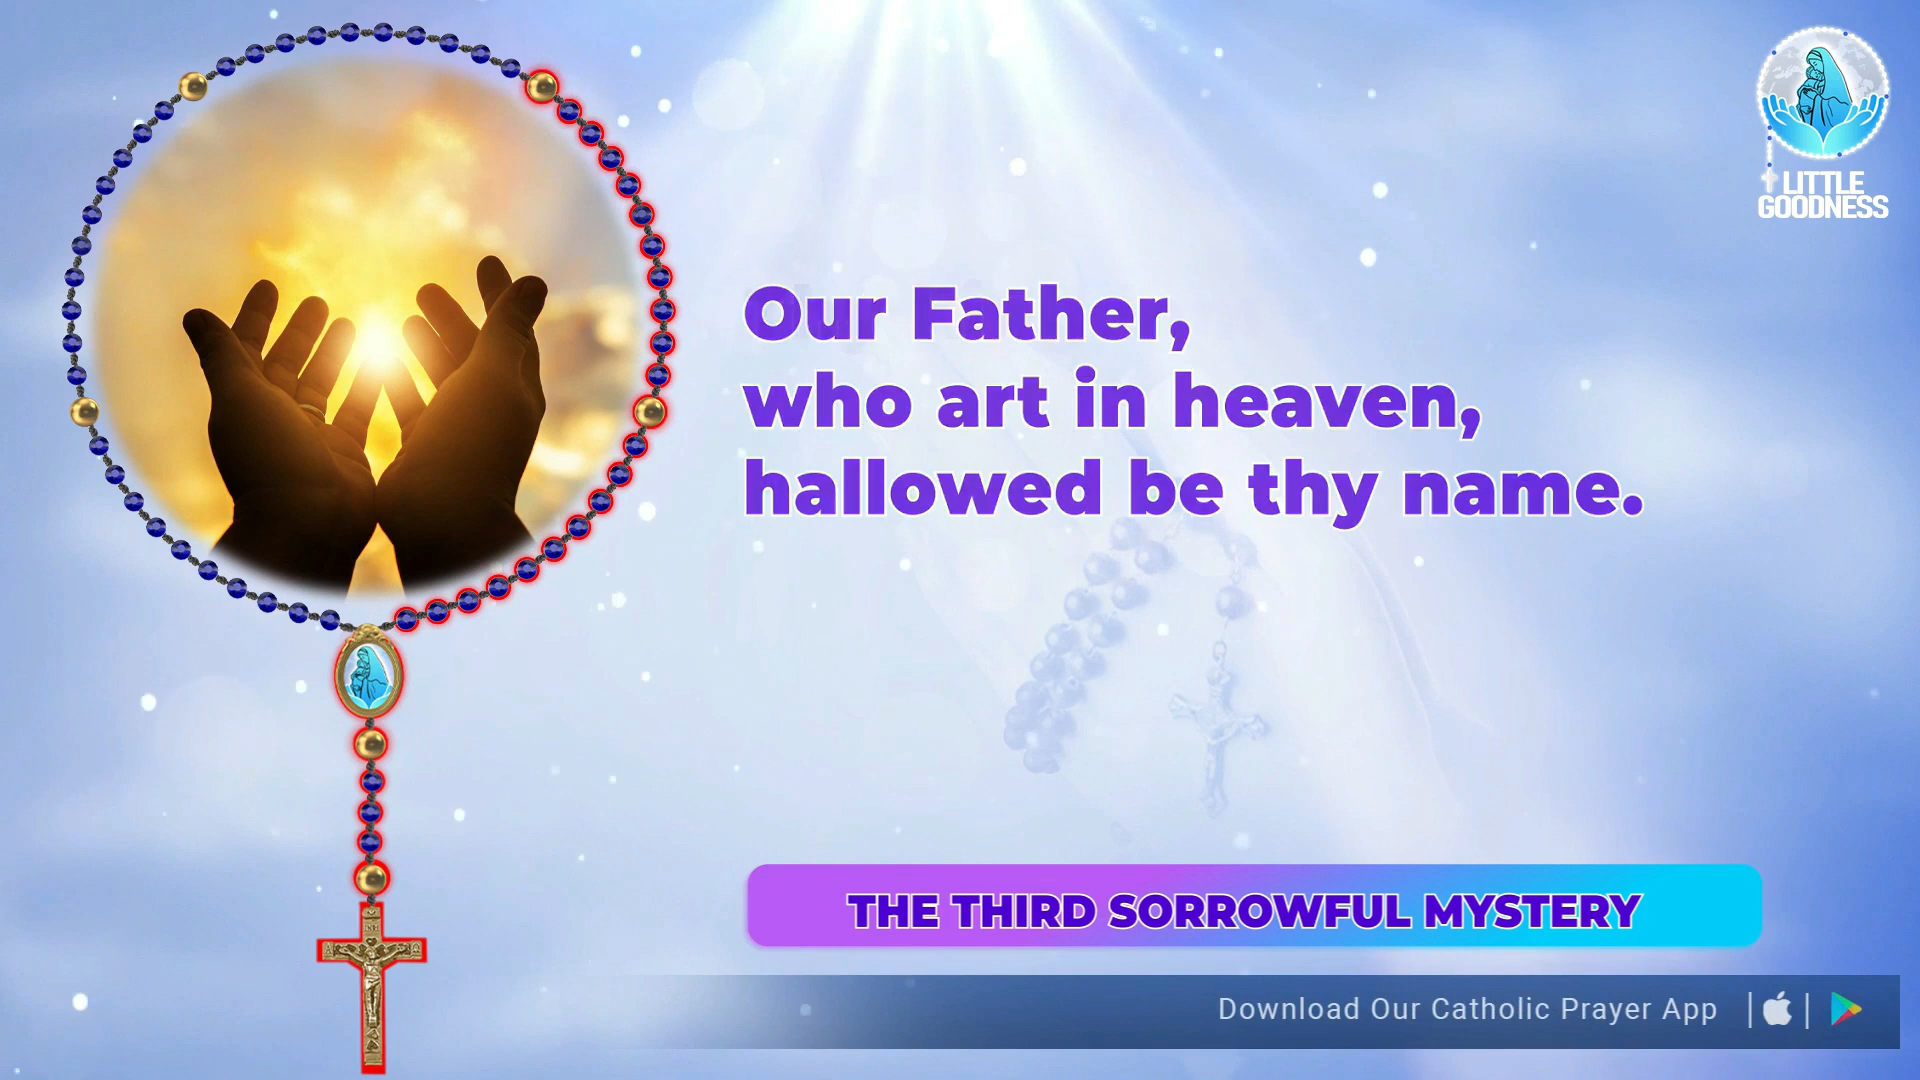 LITTLE
GOODNESS
Our Father,
who art in heaven,
hallowed be thy name.
INRI
THE THIRD SORROWFUL MYSTERY
Download Our Catholic Prayer App